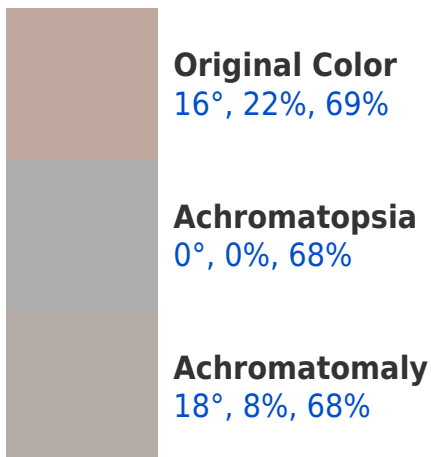 Original Color
16°, 22%, 69%
Achromatopsia
0°, 0%, 68%
Achromatomaly
18°, 8%, 68%